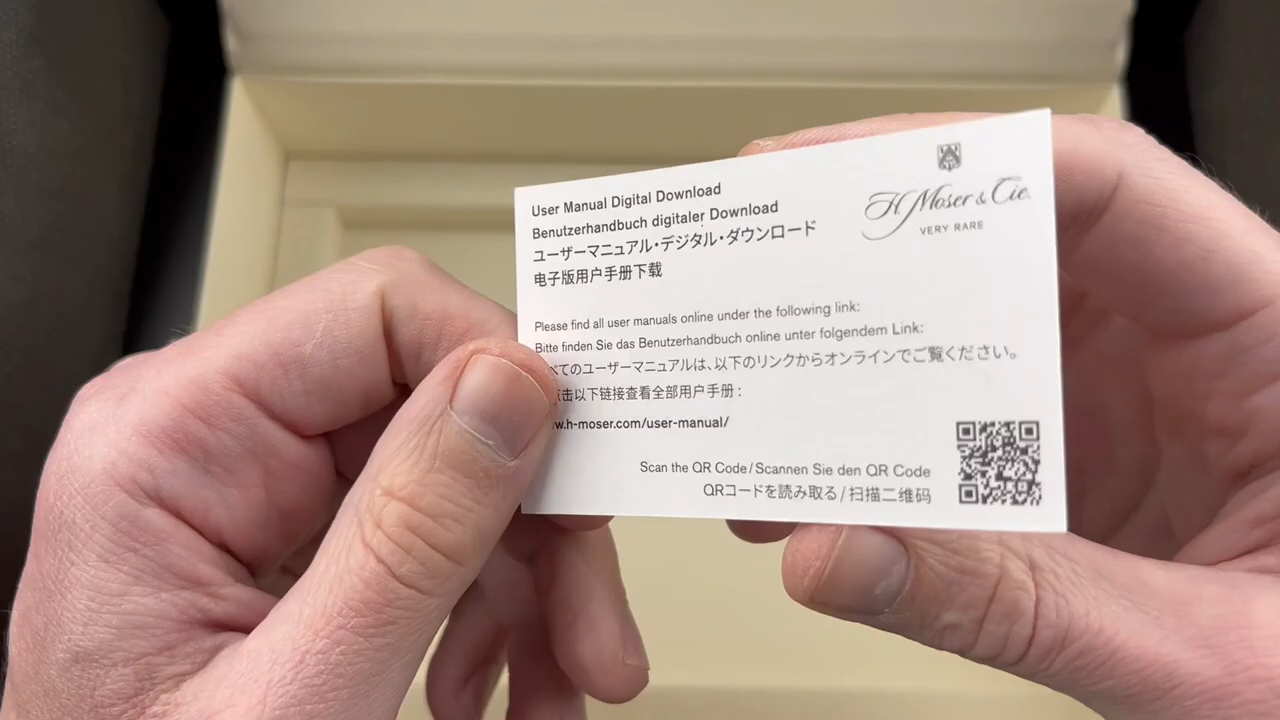 User Manual Digital Download
Benutzerhandbuch digitaler Download
ユーザーマニュアル・デジタル・ダウンロード
电子版用户手册下载
H. Moser & Cie.
VERY RARE
Please find all user manuals online under the following link:
Bitte finden Sie das Benutzerhandbuch online unter folgendem Link:
べてのユーザーマニュアルは、以下のリンクからオンラインでご覧ください。
点击以下链接查看全部用户手册：
w.h-moser.com/user-manual/
Scan the QR Code/Scannen Sie den QR Code
QRコードを読み取る/扫描二维码